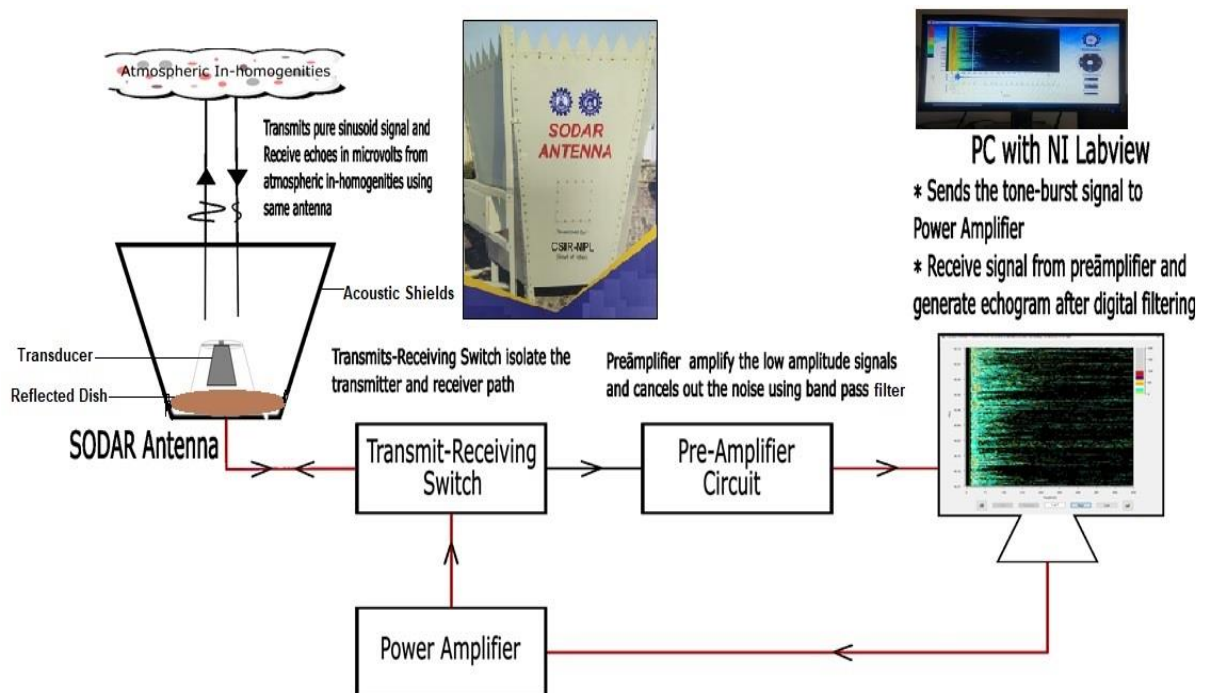 Atmospheric In-homogenities
Transmits pure sinusoid signal and
Receive echoes in microvolts from
atmospheric in-homogenities using
same antenna
SODAR
ANTENNA
CSIR-NPL
PC with NI Labview
* Sends the tone-burst signal to
Power Amplifier
* Receive signal from preāmplifier and
generate echogram after digital filtering
Acoustic Shields
Transducer
Reflected Dish
SODAR Antenna
Transmits-Receiving Switch isolate the
transmitter and receiver path
Preāmplifier amplify the low amplitude signals
and cancels out the noise using band pass filter
Transmit-Receiving
Switch
Pre-Amplifier
Circuit
Power Amplifier